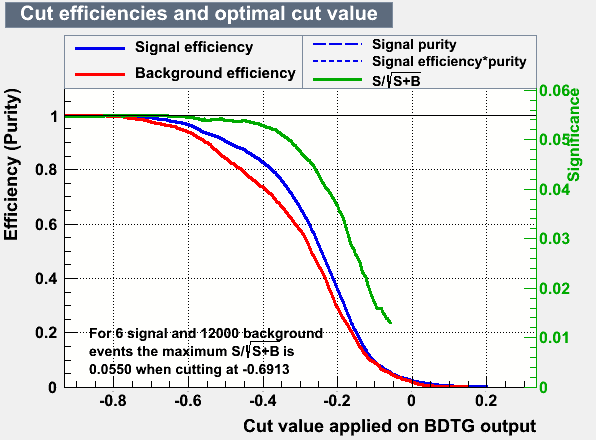 Cut efficiencies and optimal cut value
Signal efficiency
Background efficiency
Signal purity
Signal efficiency*purity
S/√S+B
Efficiency (Purity)
1
0.8
0.6
0.4
0.2
0
0.06
0.05
0.04
0.03
0.02
0.01
0
Significance
For 6 signal and 12000 background
events the maximum S/√S+B is
0.0550 when cutting at -0.6913
-0.8 -0.6 -0.4 -0.2 0 0.2
Cut value applied on BDTG output